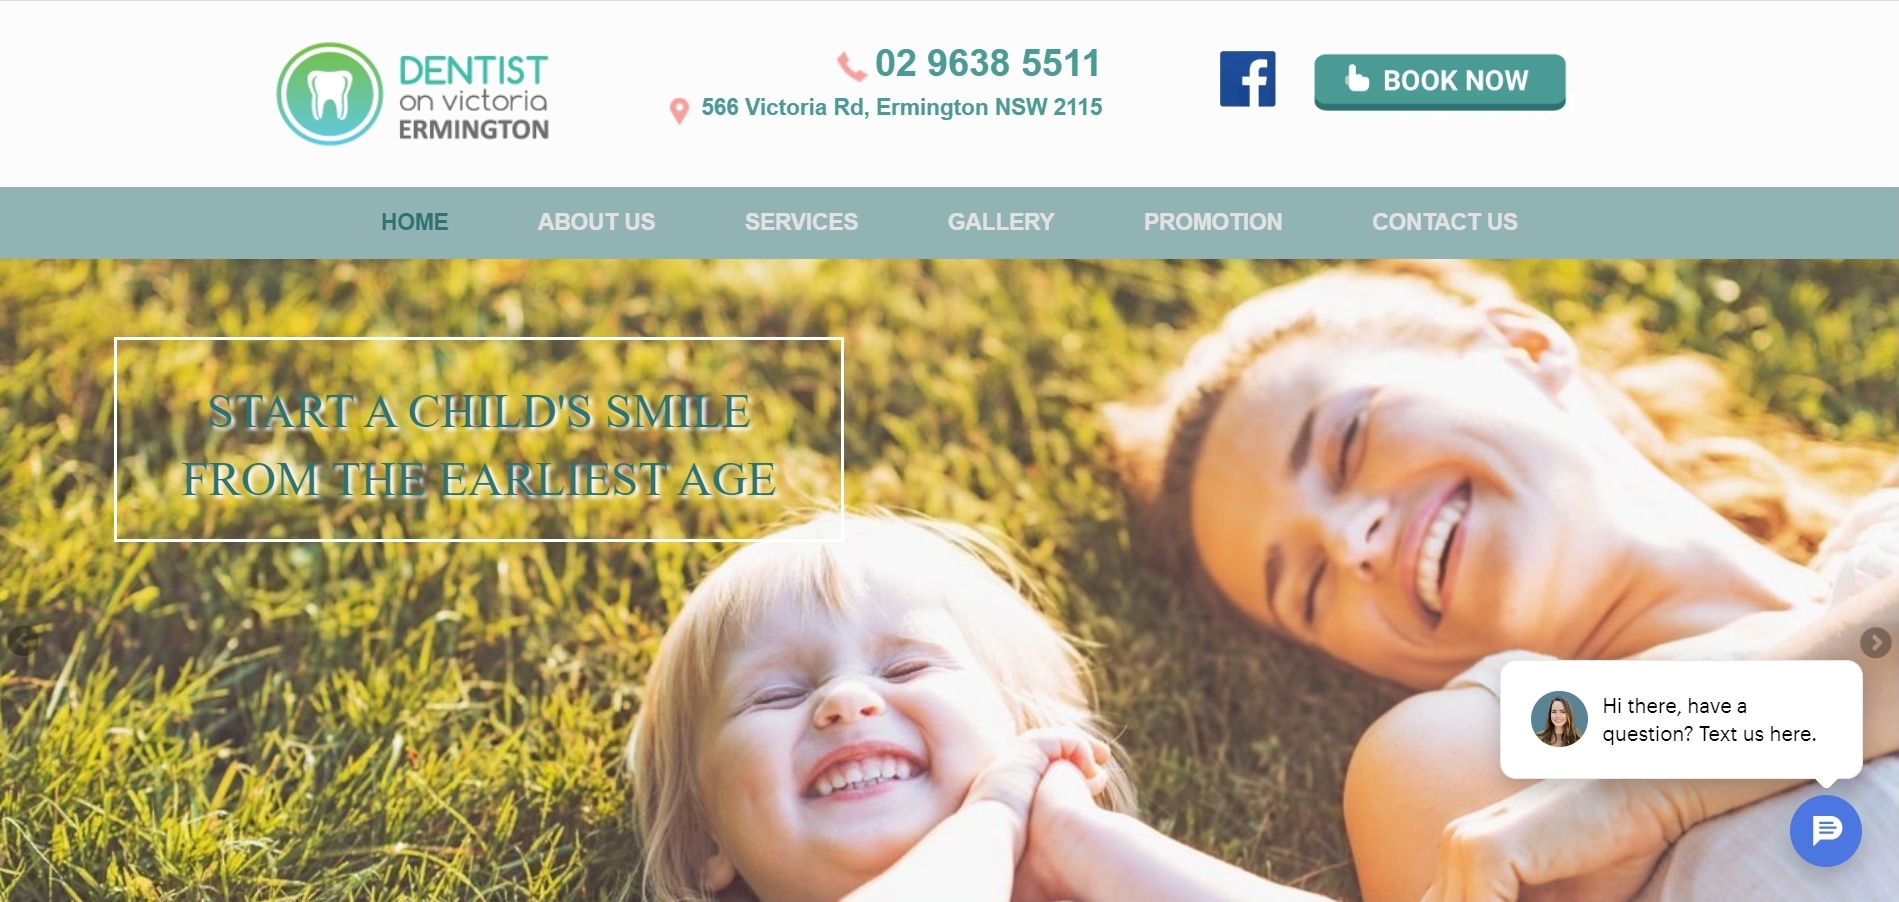 DENTIST
on victoria
ERMINGTON
02 9638 5511
566 Victoria Rd, Ermington NSW 2115
f
BOOK NOW
HOME ABOUT US SERVICES GALLERY PROMOTION CONTACT US
START A CHILD'S SMILE
FROM THE EARLIEST AGE
Hi there, have a
question? Text us here.